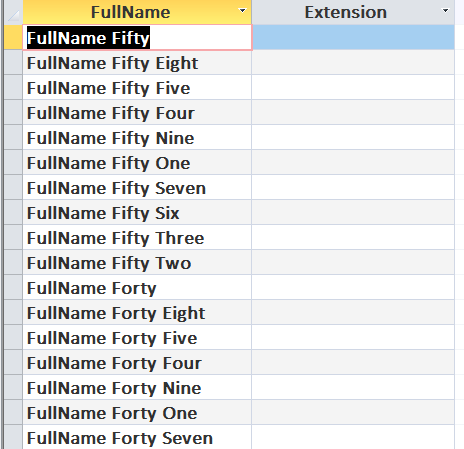 FullName Extension
FullName Fifty
FullName Fifty Eight
FullName Fifty Five
FullName Fifty Four
FullName Fifty Nine
FullName Fifty One
FullName Fifty Seven
FullName Fifty Six
FullName Fifty Three
FullName Fifty Two
FullName Forty
FullName Forty Eight
FullName Forty Five
FullName Forty Four
FullName Forty Nine
FullName Forty One
FullName Forty Seven